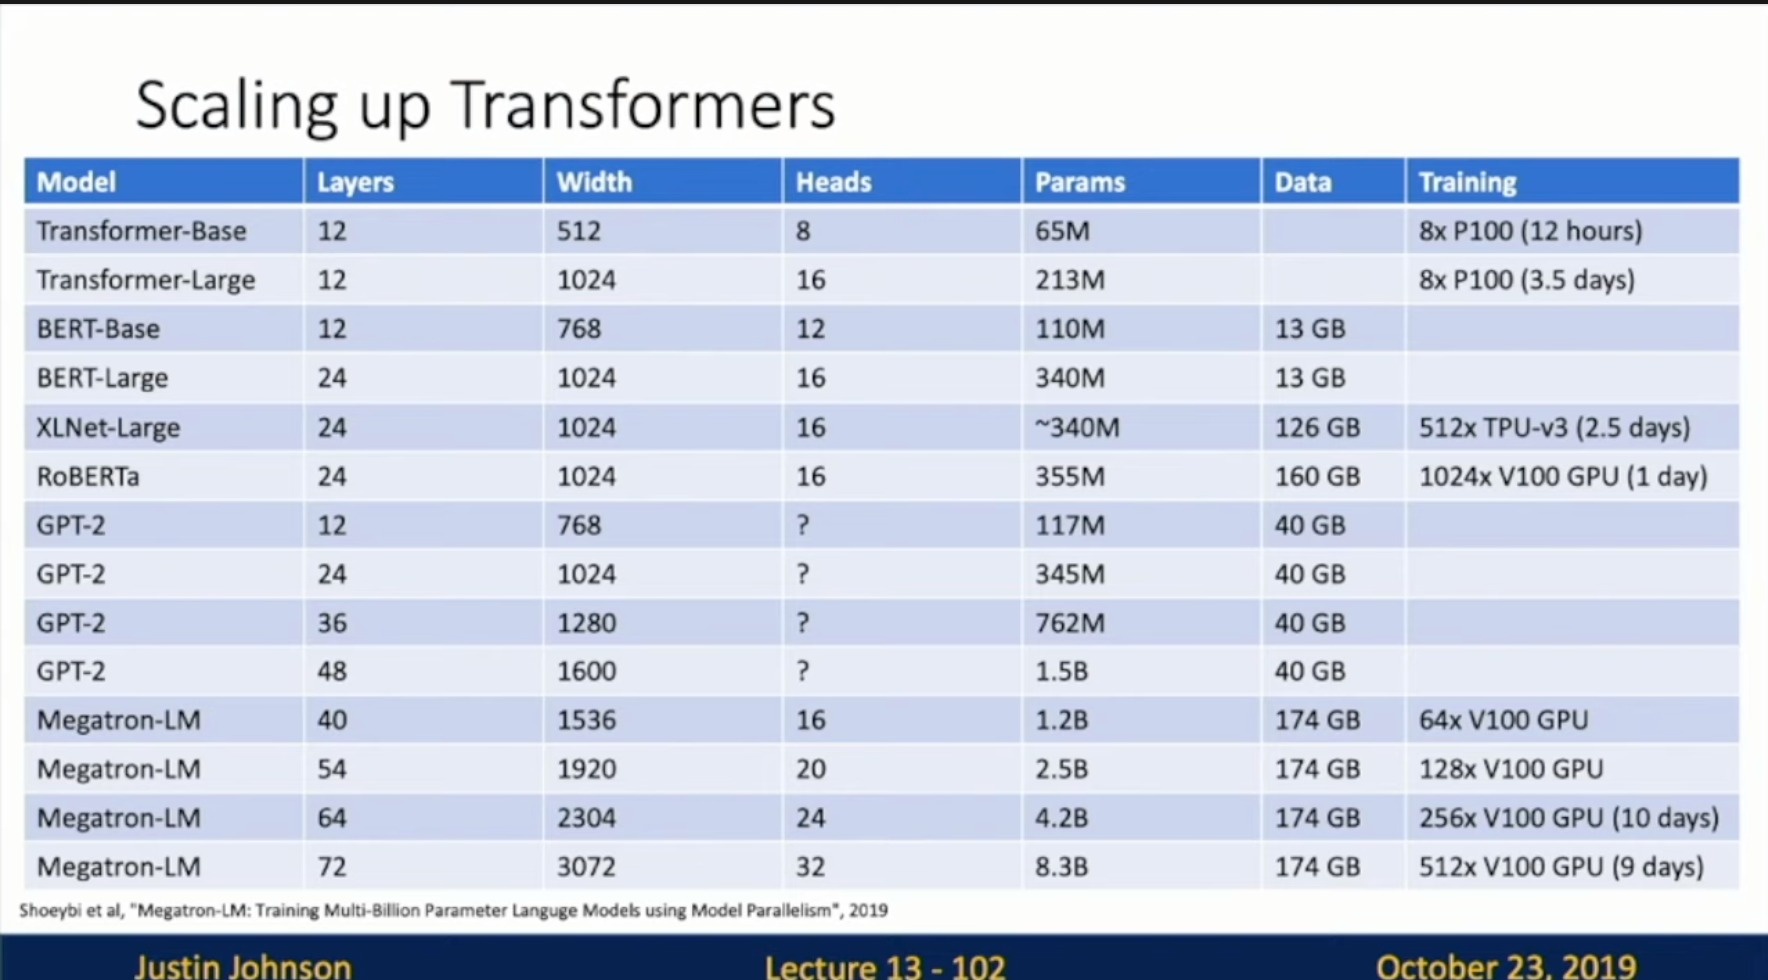 Scaling up Transformers
Model Layers Width Heads Params Data Training
Transformer-Base 12 512 8 65M 8x P100 (12 hours)
Transformer-Large 12 1024 16 213M 8x P100 (3.5 days)
BERT-Base 12 768 12 110M 13 GB
BERT-Large 24 1024 16 340M 13 GB
XLNet-Large 24 1024 16 ~340M 126 GB 512x TPU-v3 (2.5 days)
RoBERTa 24 1024 16 355M 160 GB 1024x V100 GPU (1 day)
GPT-2 12 768 ? 117M 40 GB
GPT-2 24 1024 ? 345M 40 GB
GPT-2 36 1280 ? 762M 40 GB
GPT-2 48 1600 ? 1.5B 40 GB
Megatron-LM 40 1536 16 1.2B 174 GB 64x V100 GPU
Megatron-LM 54 1920 20 2.5B 174 GB 128x V100 GPU
Megatron-LM 64 2304 24 4.2B 174 GB 256x V100 GPU (10 days)
Megatron-LM 72 3072 32 8.3B 174 GB 512x V100 GPU (9 days)
Shoeybi et al, "Megatron-LM: Training Multi-Billion Parameter Languge Models using Model Parallelism", 2019
Justin Johnson Lecture 13 - 102 October 23, 2019